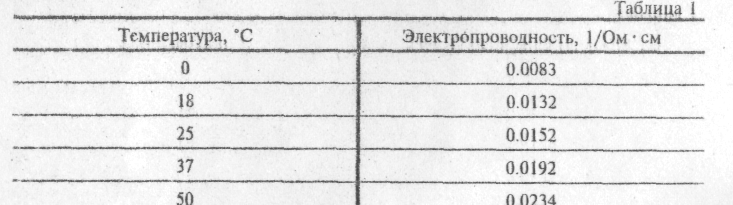 Таблица 1
Температура, °С Электропроводность, 1/Ом · см
0 0.0083
18 0.0132
25 0.0152
37 0.0192
50 0.0234